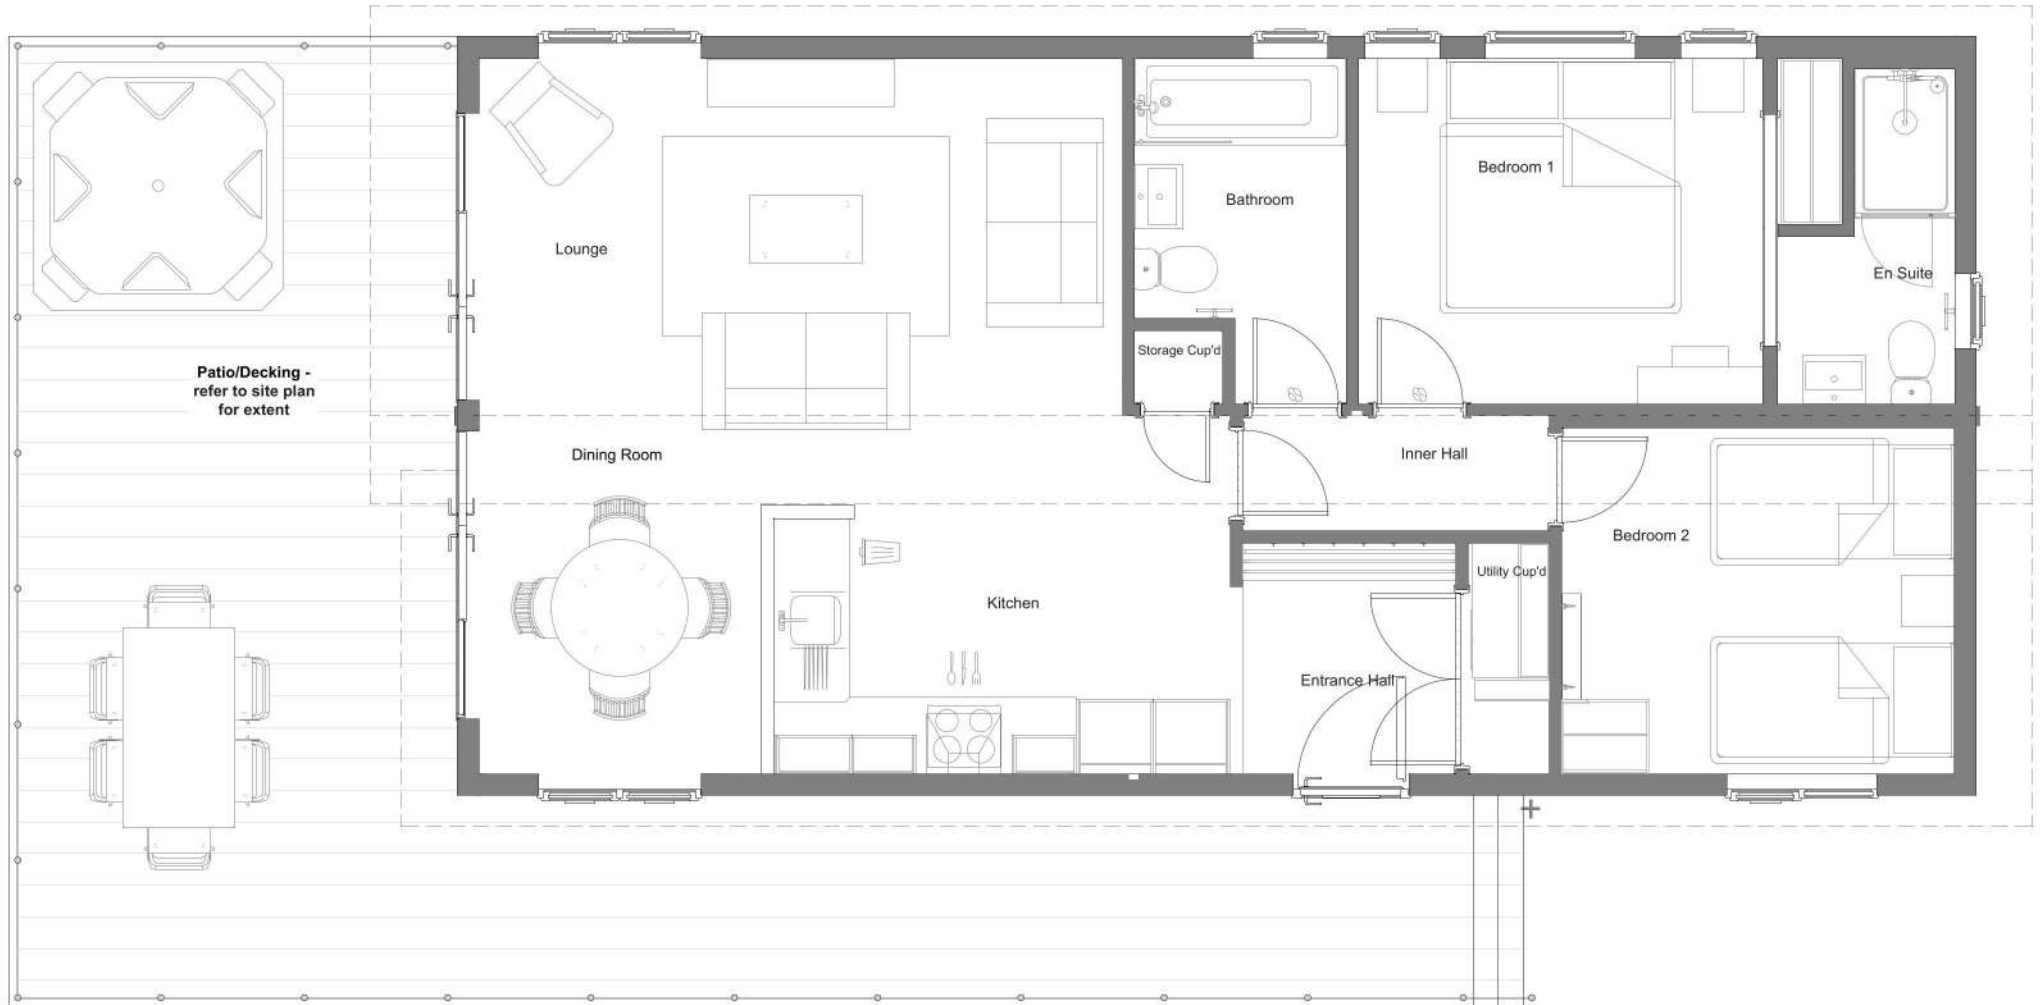 Bedroom 1
Bathroom
Lounge
En Suite
Storage Cup'd
Patio/Decking -
refer to site plan
for extent
Dining Room
Inner Hall
Bedroom 2
Utility Cup'd
Kitchen
Entrance Hall